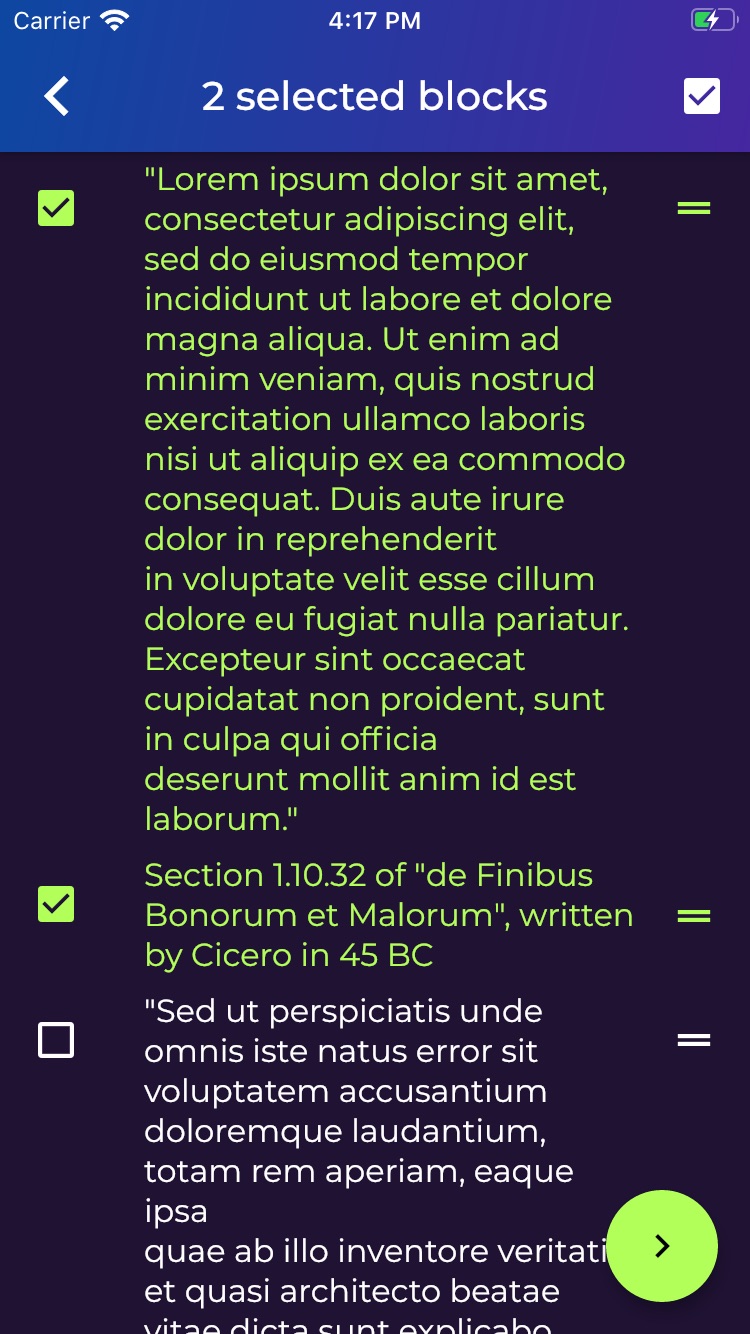 Carrier 4:17 PM
2 selected blocks
"Lorem ipsum dolor sit amet,
consectetur adipiscing elit,
sed do eiusmod tempor
incididunt ut labore et dolore
magna aliqua. Ut enim ad
minim veniam, quis nostrud
exercitation ullamco laboris
nisi ut aliquip ex ea commodo
consequat. Duis aute irure
dolor in reprehenderit
in voluptate velit esse cillum
dolore eu fugiat nulla pariatur.
Excepteur sint occaecat
cupidatat non proident, sunt
in culpa qui officia
deserunt mollit anim id est
laborum."
Section 1.10.32 of "de Finibus
Bonorum et Malorum", written
by Cicero in 45 BC
"Sed ut perspiciatis unde
omnis iste natus error sit
voluptatem accusantium
doloremque laudantium,
totam rem aperiam, eaque
ipsa
quae ab illo inventore veritati
et quasi architecto beatae
vitae dicta sunt explicabo